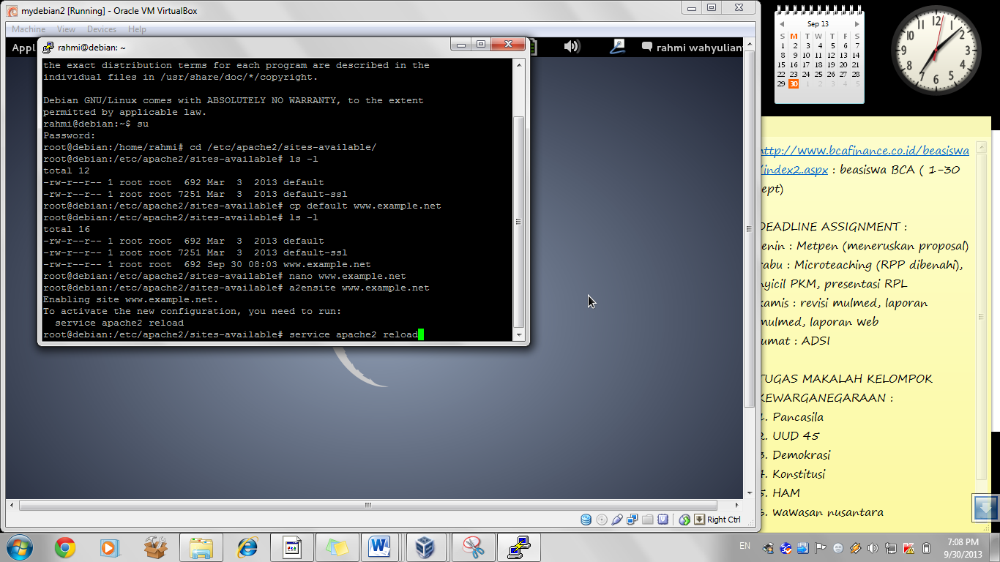 mydebian2 [Running] - Oracle VM VirtualBox
Machine View Devices Help
Appl
rahmi wahyulian
rahmi@debian: ~
the exact distribution terms for each program are described in the
individual files in /usr/share/doc/*/copyright.
Debian GNU/Linux comes with ABSOLUTELY NO WARRANTY, to the extent
permitted by applicable law.
rahmi@debian:~$ su
Password:
root@debian:/home/rahmi# cd /etc/apache2/sites-available/
root@debian:/etc/apache2/sites-available# ls -l
total 12
-rw-r--r-- 1 root root  692 Mar  3  2013 default
-rw-r--r-- 1 root root 7251 Mar  3  2013 default-ssl
root@debian:/etc/apache2/sites-available# cp default www.example.net
root@debian:/etc/apache2/sites-available# ls -l
total 16
-rw-r--r-- 1 root root  692 Mar  3  2013 default
-rw-r--r-- 1 root root 7251 Mar  3  2013 default-ssl
-rw-r--r-- 1 root root  692 Sep 30 08:03 www.example.net
root@debian:/etc/apache2/sites-available# nano www.example.net
root@debian:/etc/apache2/sites-available# a2ensite www.example.net
Enabling site www.example.net.
To activate the new configuration, you need to run:
  service apache2 reload
root@debian:/etc/apache2/sites-available# service apache2 reload
Right Ctrl
Sep 13
S M T W T F S
1 2 3 4 5 6 7
8 9 10 11 12 13 14
15 16 17 18 19 20 21
22 23 24 25 26 27 28
29 30 1 2 3 4 5
12 1 2 3 4 5 6 7 8 9 10 11
http://www.bcafinance.co.id/beasiswa
/index2.aspx : beasiswa BCA ( 1-30
ept)
DEADLINE ASSIGNMENT :
enin : Metpen (meneruskan proposal)
rabu : Microteaching (RPP dibenahi),
nyicil PKM, presentasi RPL
kamis : revisi mulmed, laporan
mulmed, laporan web
jumat : ADSI
TUGAS MAKALAH KELOMPOK
KEWARGANEGARAAN :
1. Pancasila
2. UUD 45
3. Demokrasi
4. Konstitusi
5. HAM
6. wawasan nusantara
EN
7:08 PM
9/30/2013